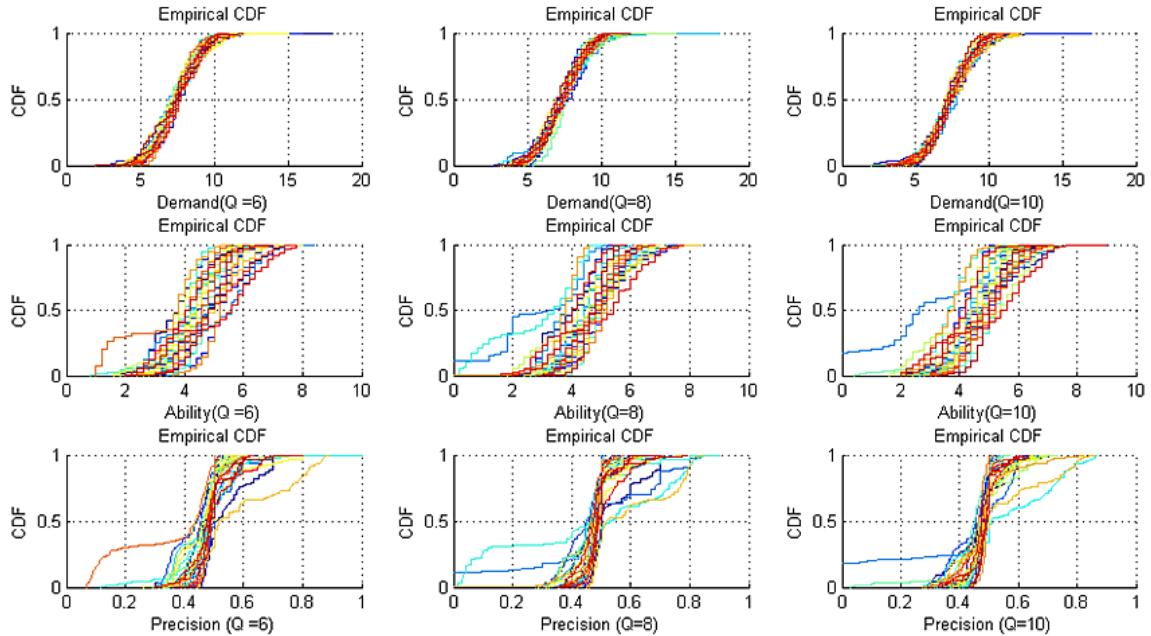 Empirical CDF
CDF
1
0.5
0
0 5 10 15 20
Demand(Q =6)
Empirical CDF
CDF
1
0.5
0
0 5 10 15 20
Demand(Q=8)
Empirical CDF
CDF
1
0.5
0
0 5 10 15 20
Demand(Q=10)
Empirical CDF
CDF
1
0.5
0
0 2 4 6 8 10
Ability(Q =6)
Empirical CDF
CDF
1
0.5
0
0 2 4 6 8 10
Ability(Q=8)
Empirical CDF
CDF
1
0.5
0
0 2 4 6 8 10
Ability(Q=10)
Empirical CDF
CDF
1
0.5
0
0 0.2 0.4 0.6 0.8 1
Precision (Q =6)
Empirical CDF
CDF
1
0.5
0
0 0.2 0.4 0.6 0.8 1
Precision (Q=8)
Empirical CDF
CDF
1
0.5
0
0 0.2 0.4 0.6 0.8 1
Precision (Q=10)